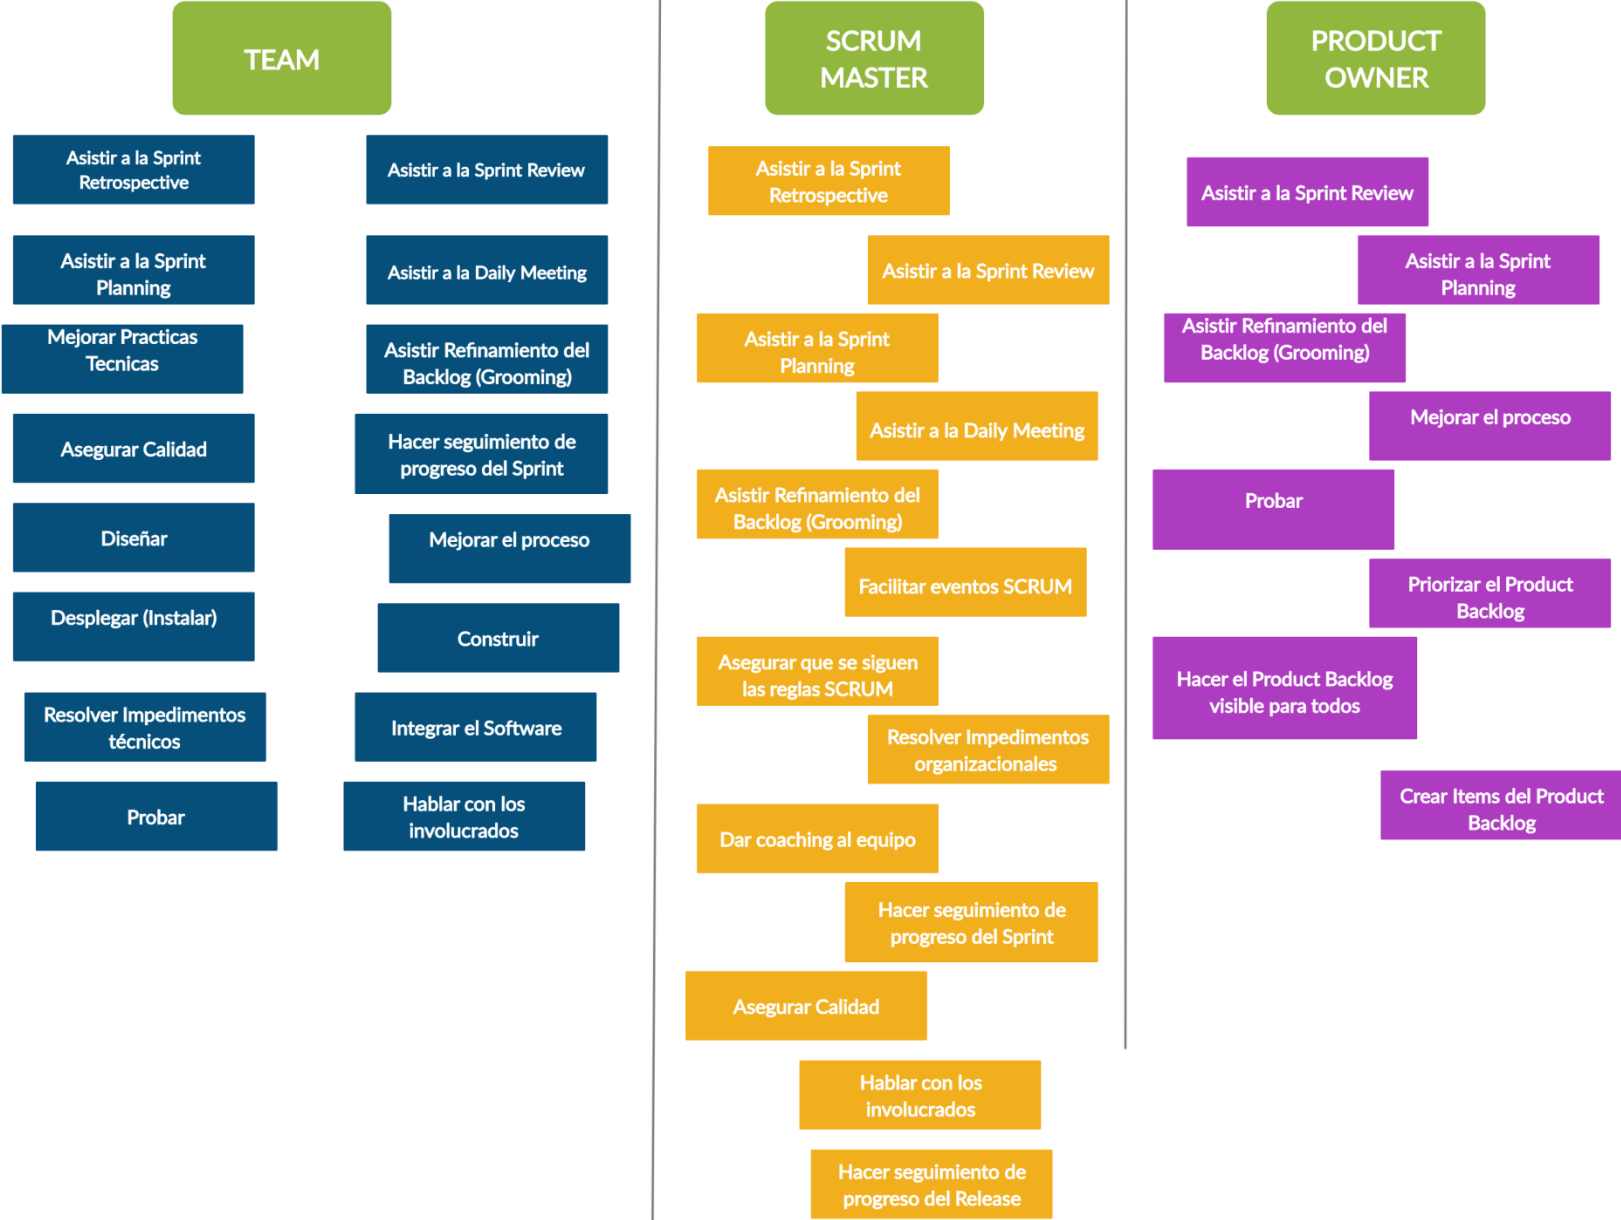 TEAM
Asistir a la Sprint
Retrospective
Asistir a la Sprint Review
Asistir a la Sprint
Planning
Asistir a la Daily Meeting
Mejorar Practicas
Tecnicas
Asistir Refinamiento del
Backlog (Grooming)
Asegurar Calidad
Hacer seguimiento de
progreso del Sprint
Diseñar
Mejorar el proceso
Desplegar (Instalar)
Construir
Resolver Impedimentos
técnicos
Integrar el Software
Probar
Hablar con los
involucrados
SCRUM
MASTER
Asistir a la Sprint
Retrospective
Asistir a la Sprint Review
Asistir a la Sprint
Planning
Asistir a la Daily Meeting
Asistir Refinamiento del
Backlog (Grooming)
Facilitar eventos SCRUM
Asegurar que se siguen
las reglas SCRUM
Resolver Impedimentos
organizacionales
Dar coaching al equipo
Hacer seguimiento de
progreso del Sprint
Asegurar Calidad
Hablar con los
involucrados
Hacer seguimiento de
progreso del Release
PRODUCT
OWNER
Asistir a la Sprint Review
Asistir a la Sprint
Planning
Asistir Refinamiento del
Backlog (Grooming)
Mejorar el proceso
Probar
Priorizar el Product
Backlog
Hacer el Product Backlog
visible para todos
Crear Items del Product
Backlog